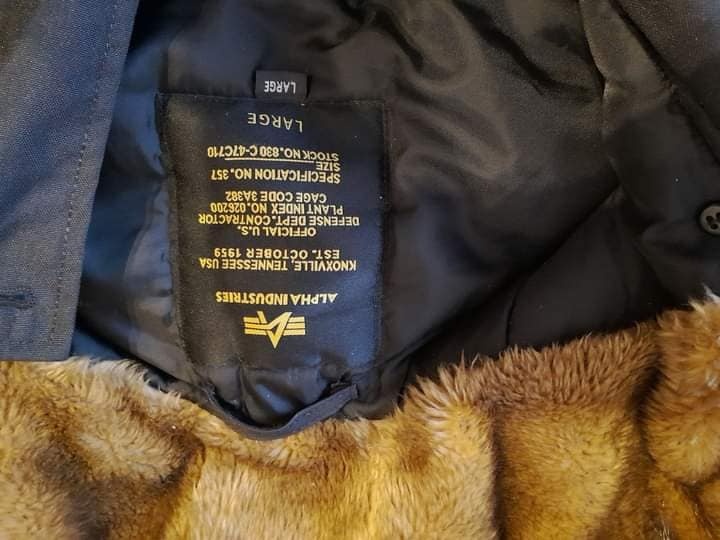 ALPHA INDUSTRIES
KNOXVILLE, TENNESSEE USA
EST. OCTOBER 1959
OFFICIAL U.S.
DEFENSE DEPT. CONTRACTOR
PLANT INDEX NO. 026200
CAGE CODE 3A382
SPECIFICATION NO. 357
SIZE
STOCK NO. 830 C-47C710
LARGE
LARGE